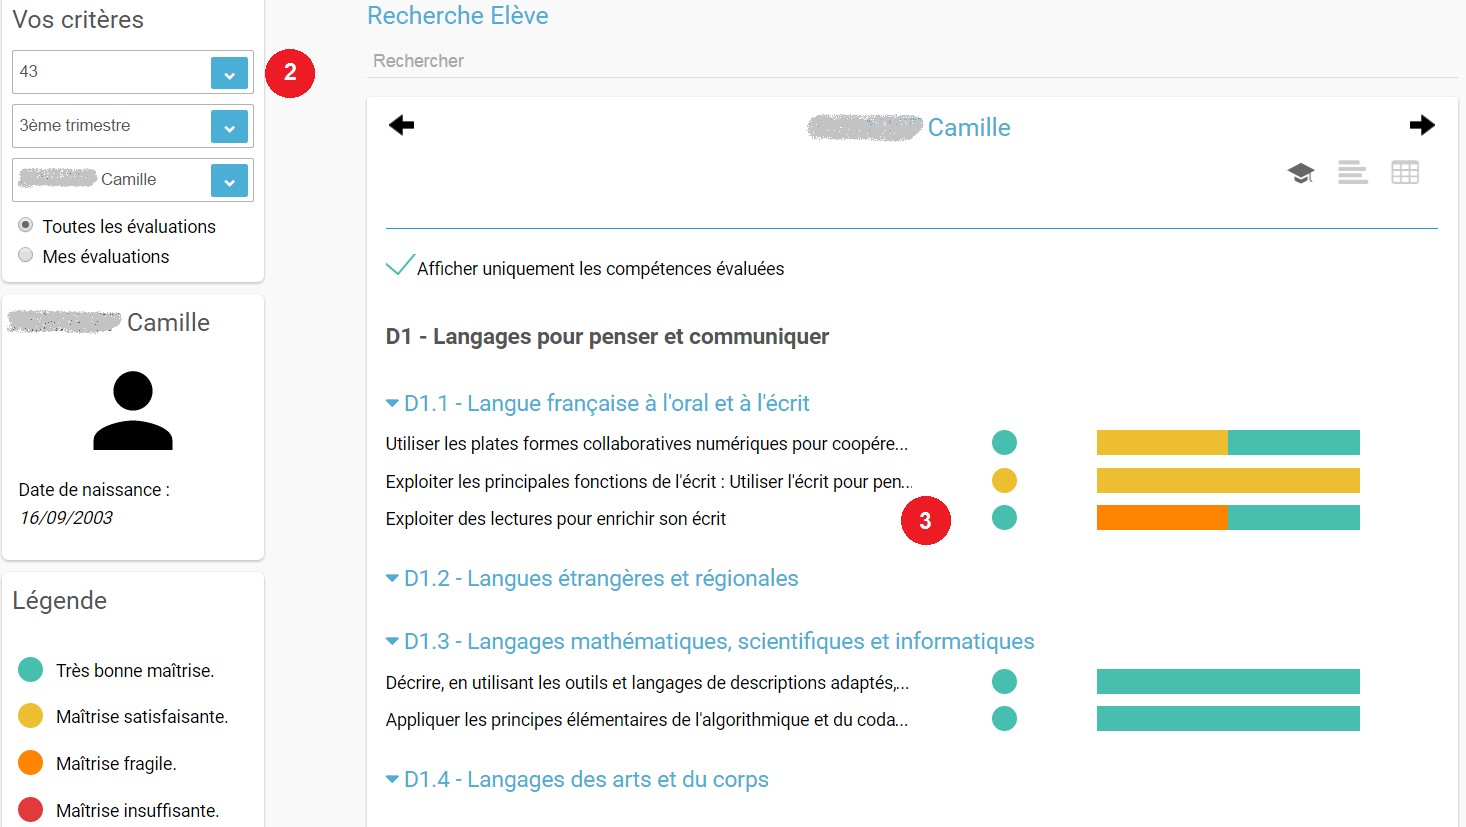 Vos critères
43
2
3ème trimestre
Camille
Toutes les évaluations
Mes évaluations
Camille
Date de naissance :
16/09/2003
Légende
Très bonne maîtrise.
Maîtrise satisfaisante.
Maîtrise fragile.
Maîtrise insuffisante.
Recherche Elève
Rechercher
Camille
Afficher uniquement les compétences évaluées
D1 - Langages pour penser et communiquer
D1.1 - Langue française à l'oral et à l'écrit
Utiliser les plates formes collaboratives numériques pour coopére...
Exploiter les principales fonctions de l'écrit : Utiliser l'écrit pour pen...
Exploiter des lectures pour enrichir son écrit
3
D1.2 - Langues étrangères et régionales
D1.3 - Langages mathématiques, scientifiques et informatiques
Décrire, en utilisant les outils et langages de descriptions adaptés,...
Appliquer les principes élémentaires de l'algorithmique et du coda...
D1.4 - Langages des arts et du corps